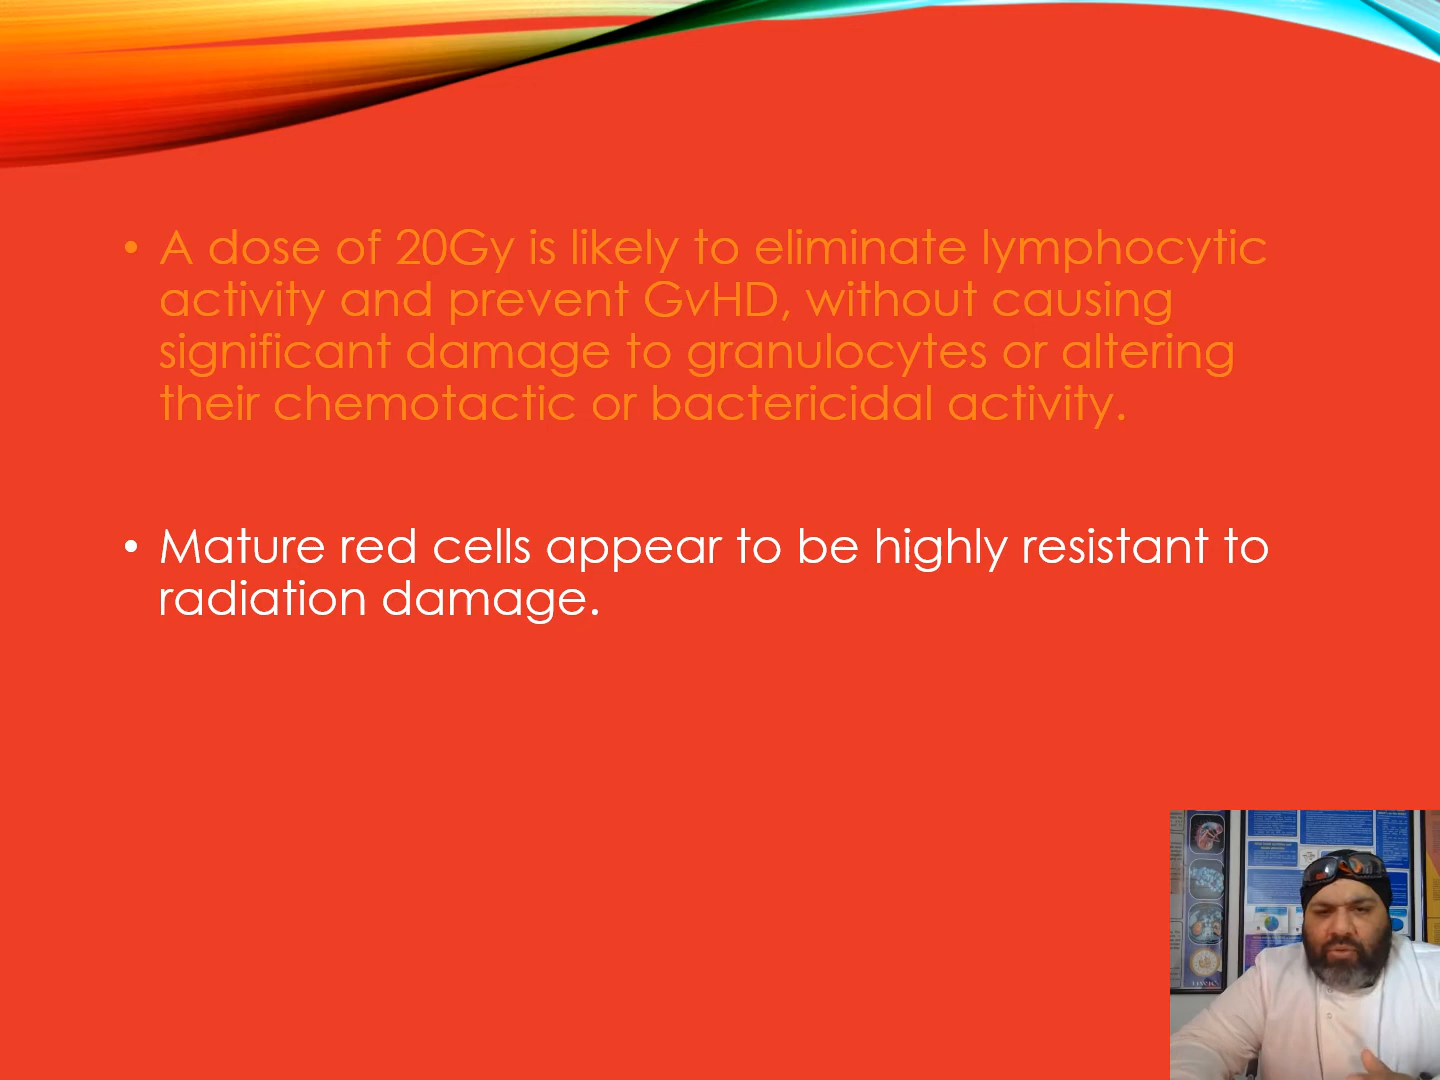 • A dose of 20Gy is likely to eliminate lymphocytic
activity and prevent GvHD, without causing
significant damage to granulocytes or altering
their chemotactic or bactericidal activity.
• Mature red cells appear to be highly resistant to
radiation damage.